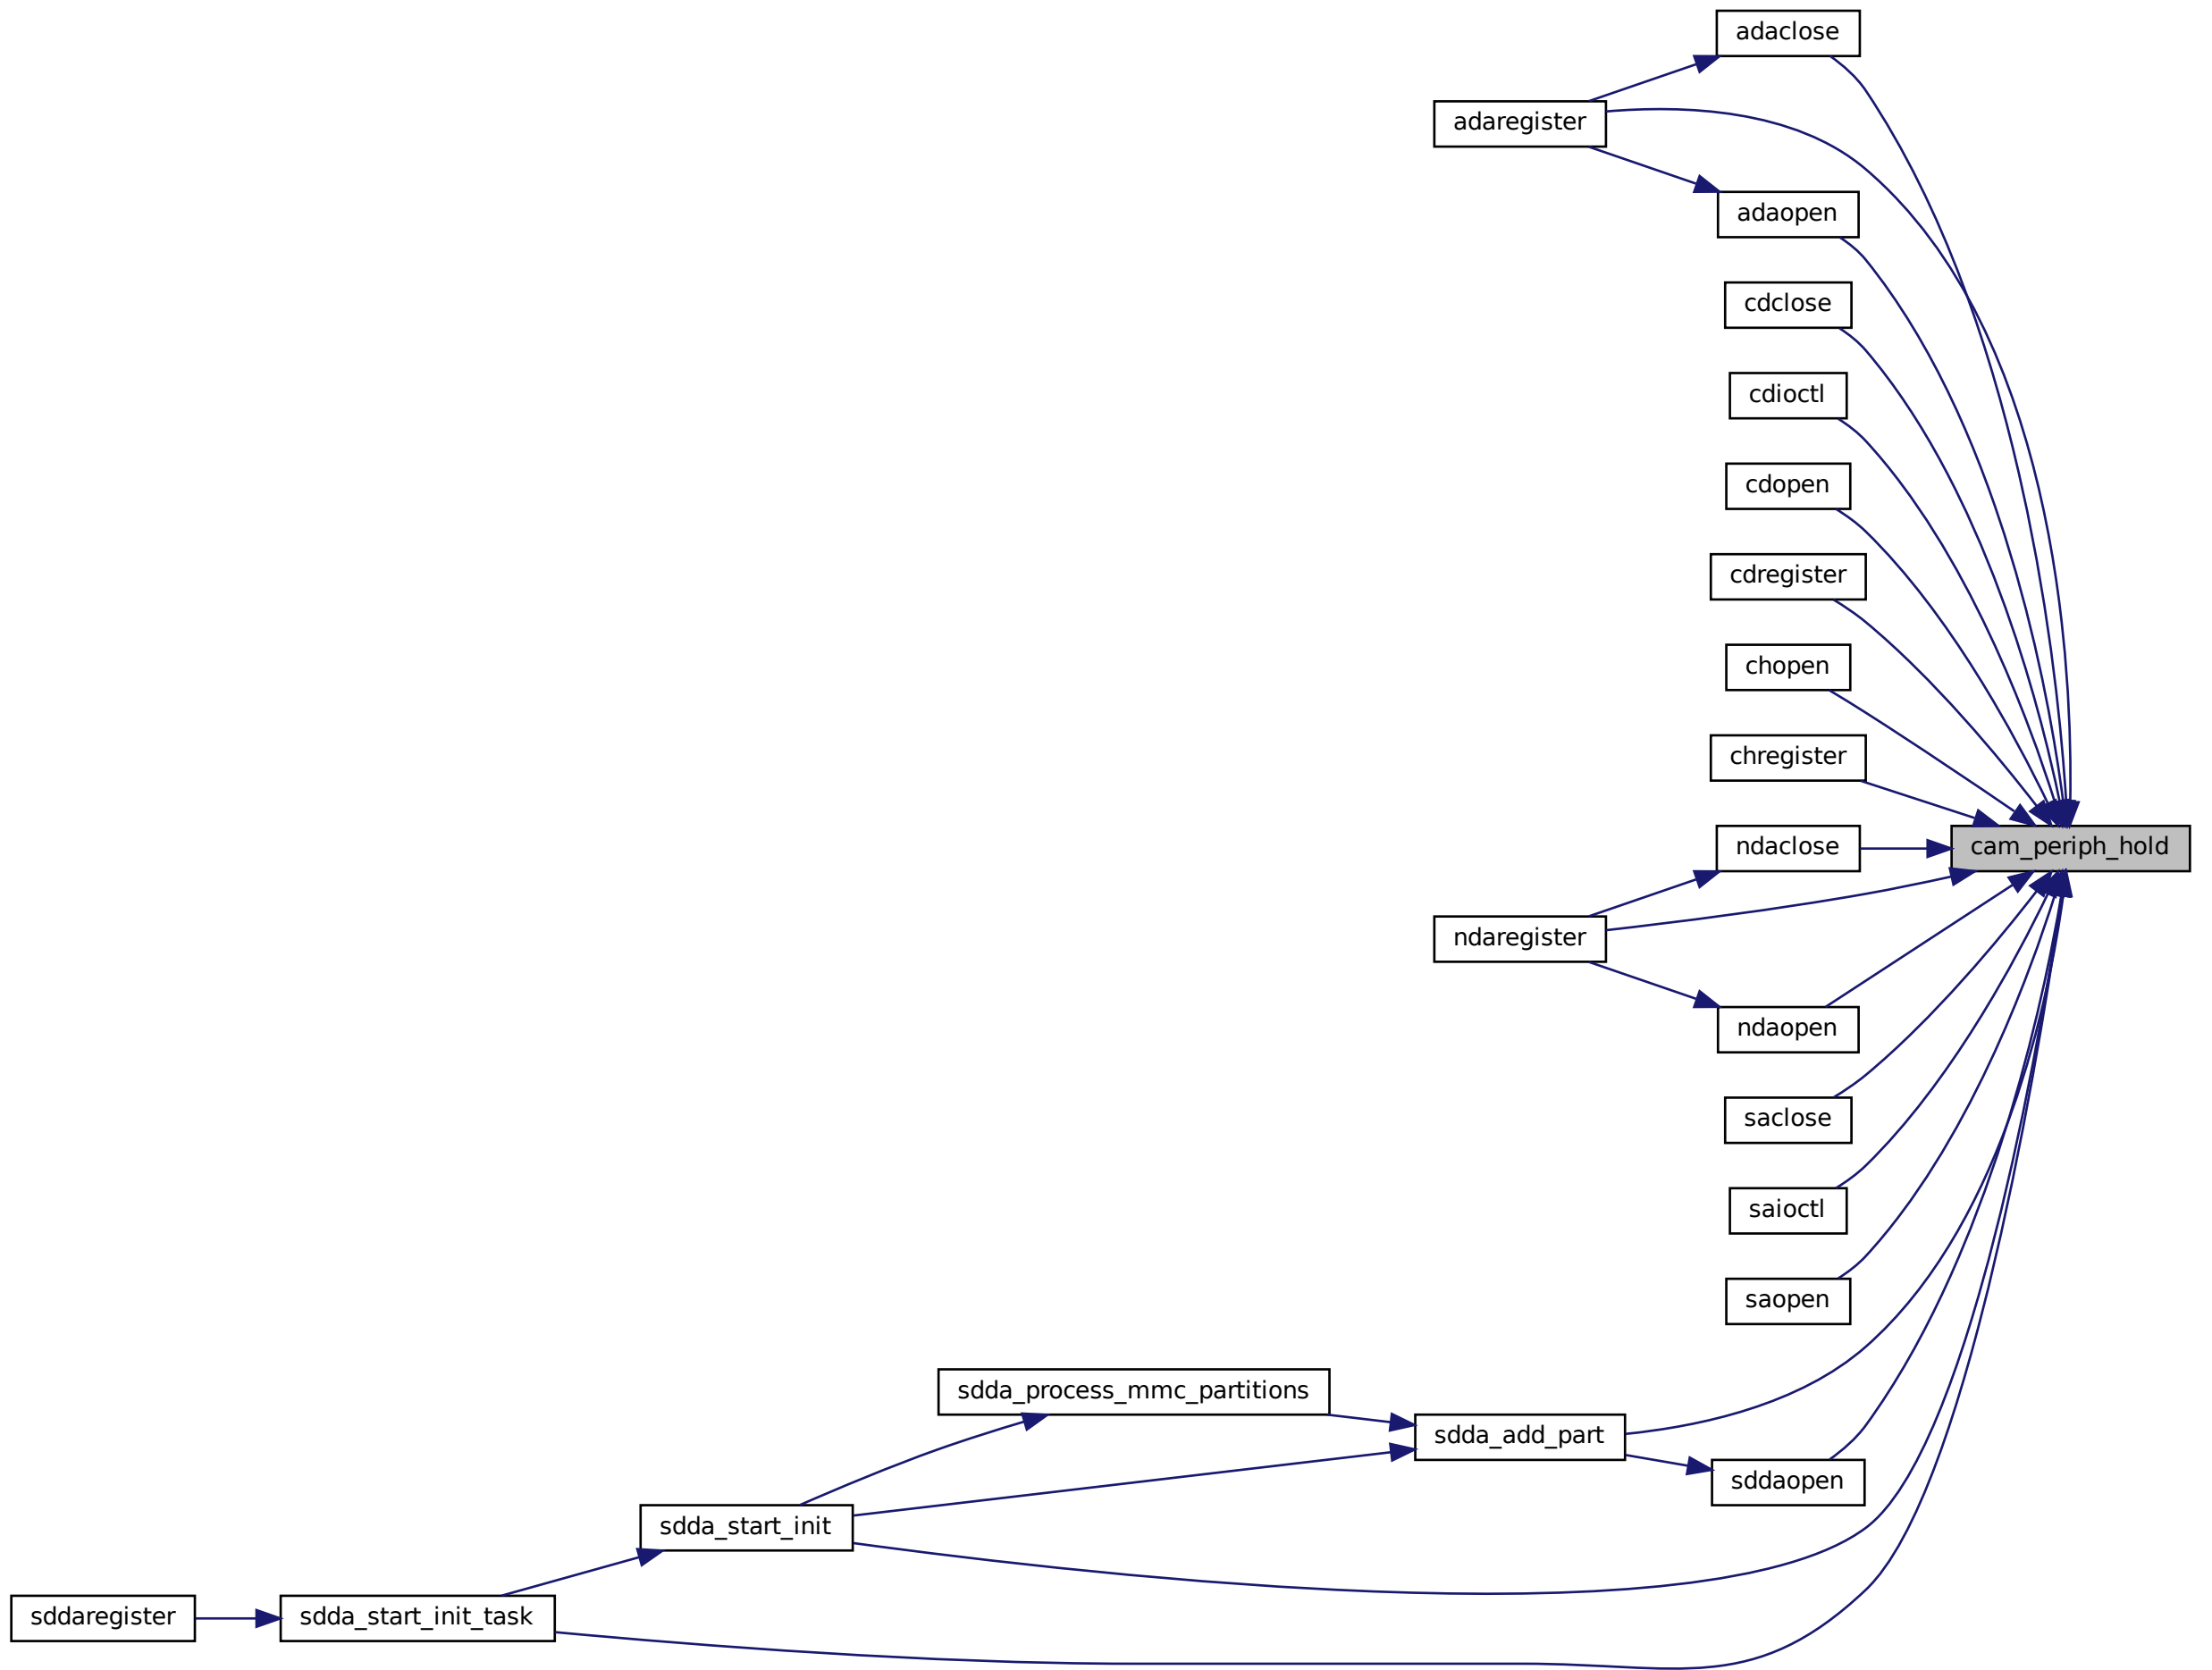 adaclose
adaregister
adaopen
cdclose
cdioctl
cdopen
cdregister
chopen
chregister
ndaclose
cam_periph_hold
ndaregister
ndaopen
saclose
saioctl
saopen
sdda_process_mmc_partitions
sdda_add_part
sddaopen
sdda_start_init
sddaregister
sdda_start_init_task